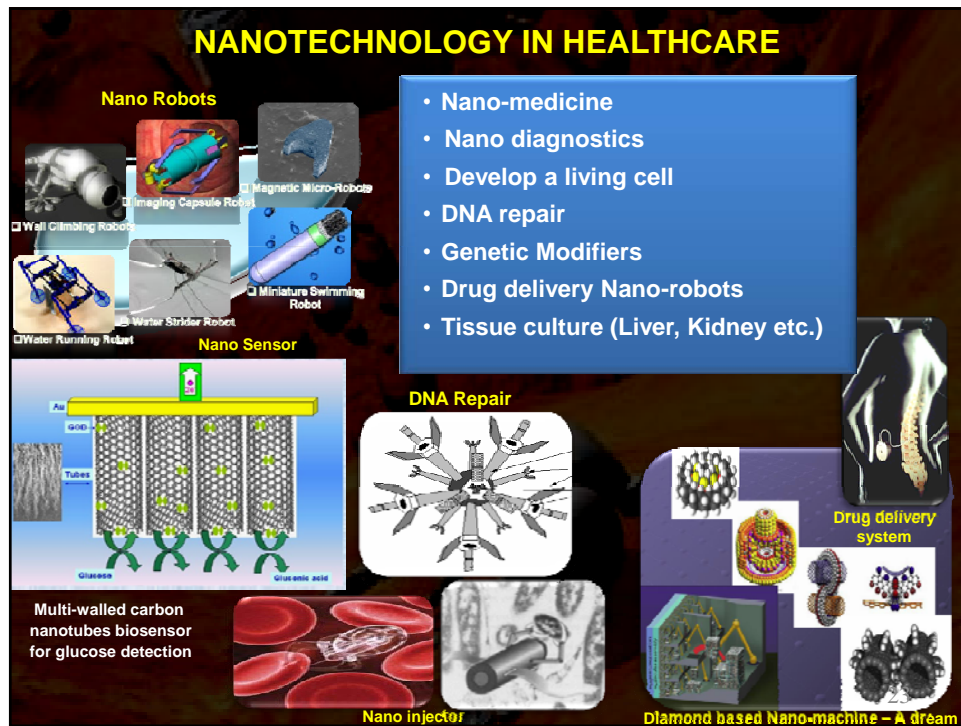 NANOTECHNOLOGY IN HEALTHCARE
Nano Robots
• Nano-medicine
• Nano diagnostics
• Develop a living cell
• DNA repair
• Genetic Modifiers
• Drug delivery Nano-robots
• Tissue culture (Liver, Kidney etc.)
❑ Magnetic Micro-Robots
❑ Imaging Capsule Robot
❑ Wall Climbing Robots
❑ Miniature Swimming
Robot
❑ Water Strider Robot
❑Water Running Robot
Nano Sensor
2e
Au
GOD
Tubes
Glucose
Gluconic acid
Multi-walled carbon
nanotubes biosensor
for glucose detection
DNA Repair
Nano injector
Drug delivery
system
23
Diamond based Nano-machine – A dream